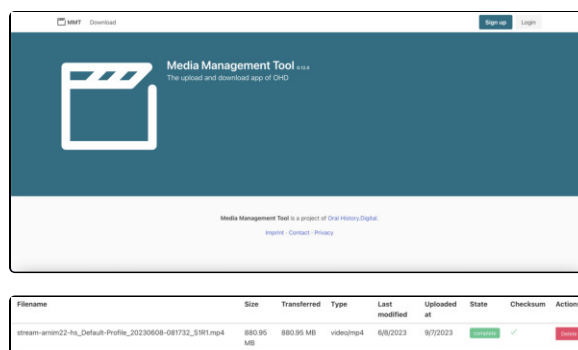 MMT Download Sign up Login
Media Management Tool
The upload and download app of OHD
Media Management Tool is a project of Oral History.Digital.
Imprint - Contact - Privacy
Filename Size Transferred Type Last modified Uploaded at State Checksum Actions
stream-arnim22-hs_Default-Profile_20230608-081732_S1R1.mp4 880.95 MB 880.95 MB video/mp4 6/8/2023 9/7/2023 complete Delete